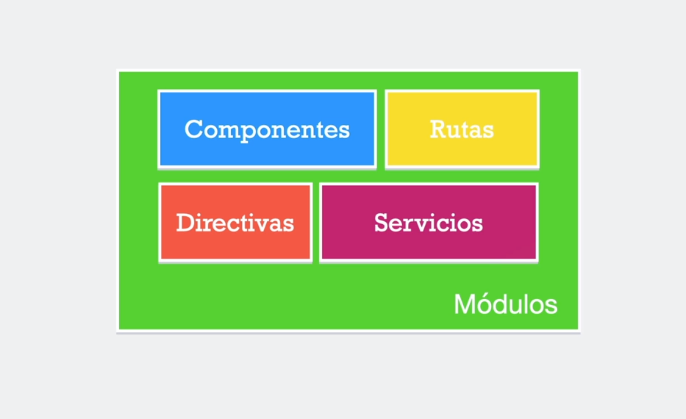 Componentes
Rutas
Directivas
Servicios
Módulos